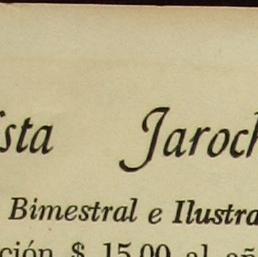 ista Jaroch
Bimestral e Ilustra
ción $ 15.00 al añ